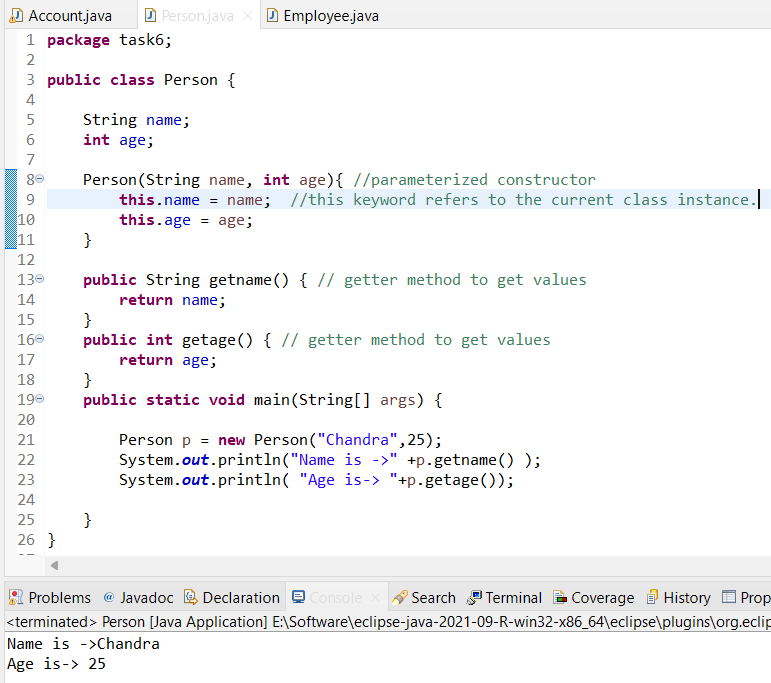 Account.java Person.java Employee.java
1 package task6;
2
3 public class Person {
4
5 String name;
6 int age;
7
8 Person(String name, int age){ //parameterized constructor
9 this.name = name; //this keyword refers to the current class instance.
10 this.age = age;
11 }
12
13 public String getname() { // getter method to get values
14 return name;
15 }
16 public int getage() { // getter method to get values
17 return age;
18 }
19 public static void main(String[] args) {
20
21 Person p = new Person("Chandra",25);
22 System.out.println("Name is ->" +p.getname() );
23 System.out.println( "Age is-> "+p.getage());
24
25 }
26 }
Problems @ Javadoc Declaration Console Search Terminal Coverage History Prop
<terminated> Person [Java Application] E:\Software\eclipse-java-2021-09-R-win32-x86_64\eclipse\plugins\org.eclip
Name is ->Chandra
Age is-> 25